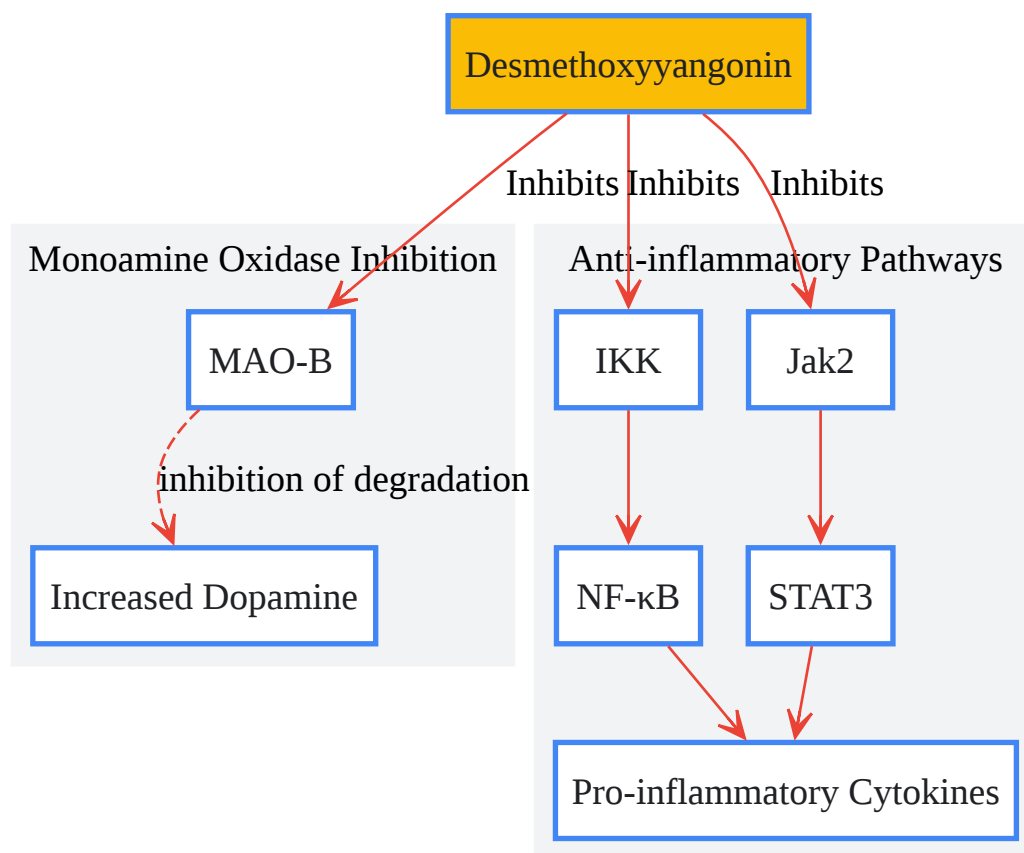 Desmethoxyyangonin
Inhibits
Inhibits
Inhibits
Monoamine Oxidase Inhibition
Anti-inflammatory Pathways
MAO-B
IKK
Jak2
inhibition of degradation
Increased Dopamine
NF-κB
STAT3
Pro-inflammatory Cytokines